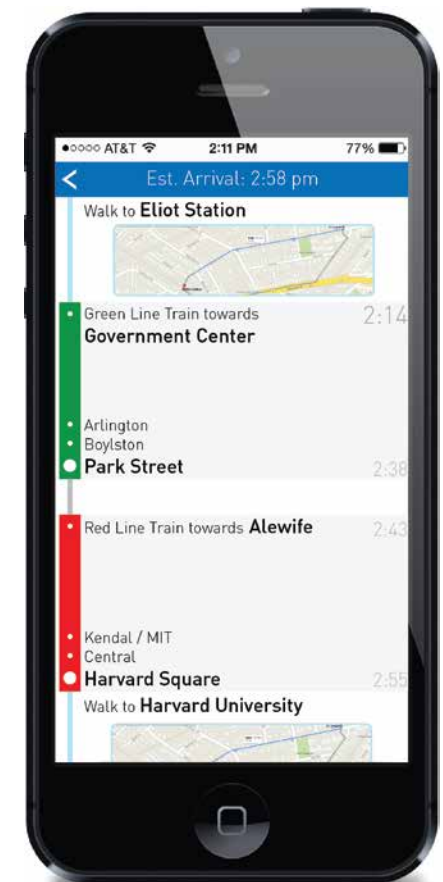 AT&T 2:11 PM 77%
Est. Arrival: 2:58 pm
Walk to Eliot Station
Green Line Train towards 2:14
Government Center
Arlington
Boylston
Park Street 2:38
Red Line Train towards Alewife 2:43
Kendal / MIT
Central
Harvard Square 2:55
Walk to Harvard University